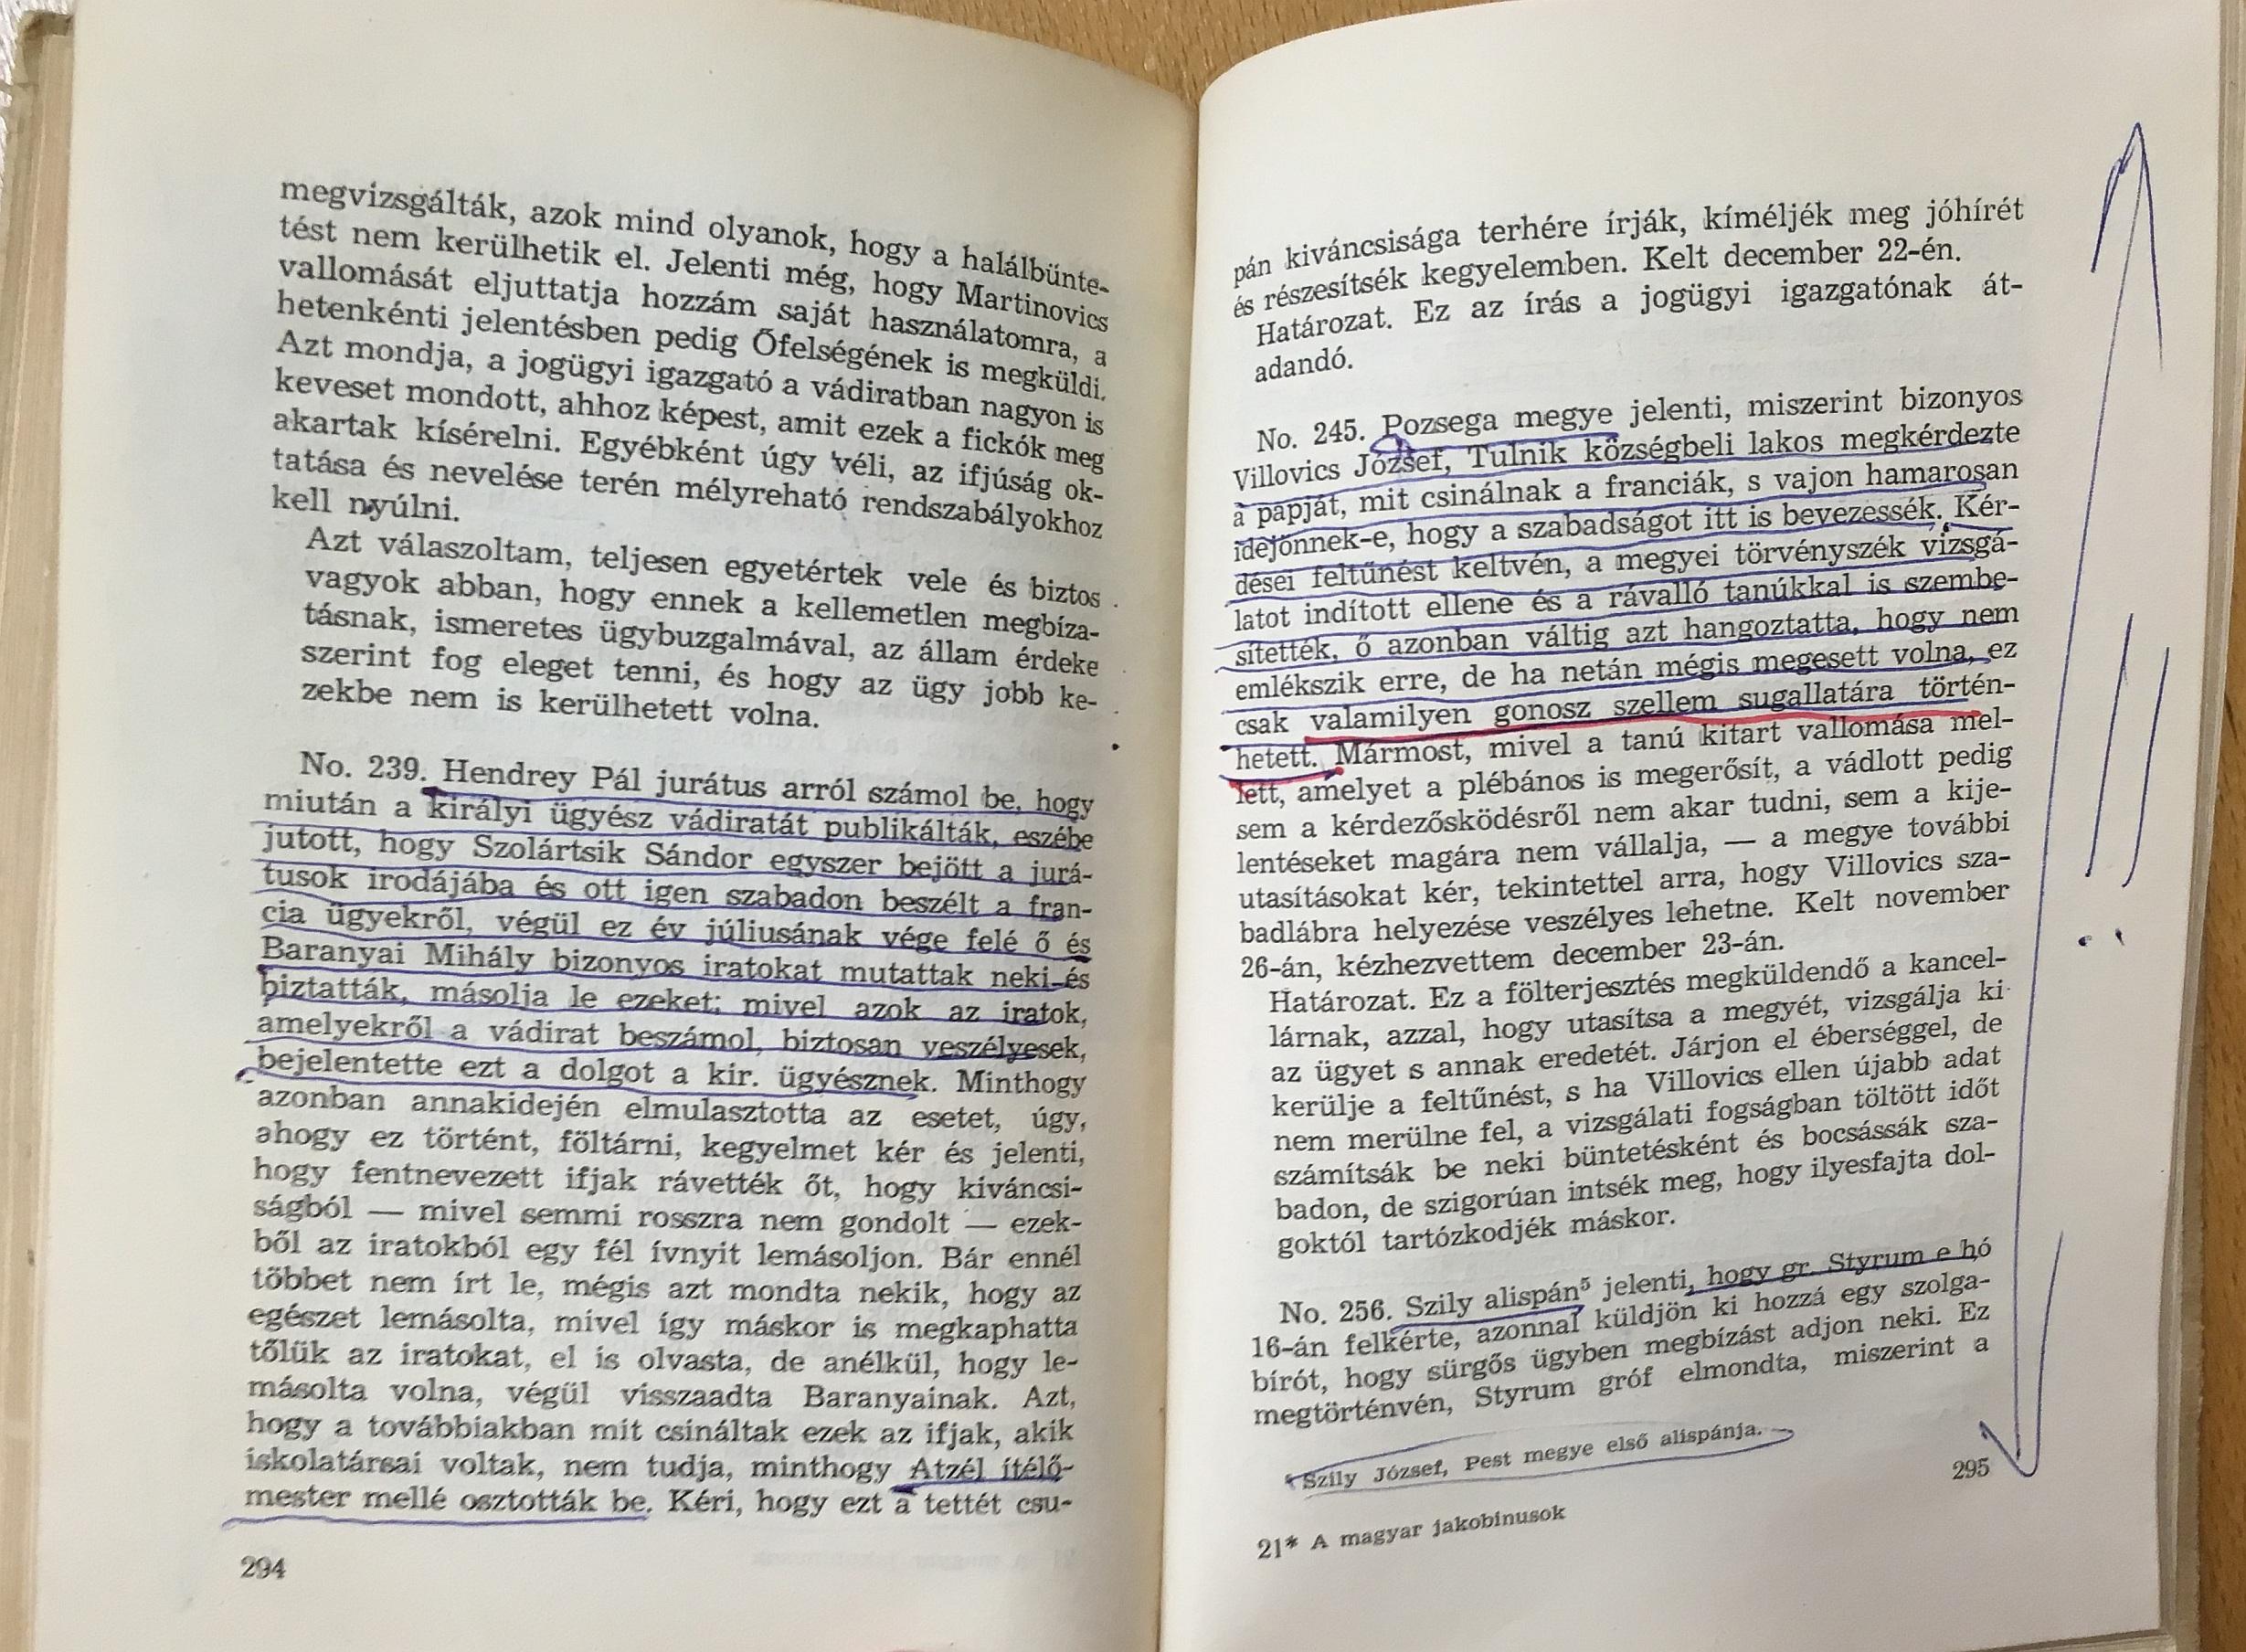 megvizsgálták, azok mind olyanok, hogy a halálbünte-
tést nem kerülhetik el. Jelenti még, hogy Martinovics
vallomását eljuttatja hozzám saját használatomra, a
hetenkénti jelentésben pedig Őfelségének is megküldi.
Azt mondja, a jogügyi igazgató a vádiratban nagyon is
keveset mondott, ahhoz képest, amit ezek a fickók meg
akartak kísérelni. Egyébként úgy véli, az ifjúság ok-
tatása és nevelése terén mélyreható rendszabályokhoz
kell nyúlni.
Azt válaszoltam, teljesen egyetértek vele és biztos
vagyok abban, hogy ennek a kellemetlen megbíza-
tásnak, ismeretes ügybuzgalmával, az állam érdeke
szerint fog eleget tenni, és hogy az ügy jobb ke-
zekbe nem is kerülhetett volna.
No. 239. Hendrey Pál jurátus arról számol be, hogy
miután a királyi ügyész vádiratát publikálták, eszébe
jutott, hogy Szolártsik Sándor egyszer bejött a jurá-
tusok irodájába és ott igen szabadon beszélt a fran-
cia ügyekről, végül ez év júliusának vége felé ő és
Baranyai Mihály bizonyos iratokat mutattak neki és
biztatták, másolja le ezeket; mivel azok az iratok,
amelyekről a vádirat beszámol, biztosan veszélyesek,
bejelentette ezt a dolgot a kir. ügyésznek. Minthogy
azonban annakidején elmulasztotta az esetet, úgy,
ahogy ez történt, föltárni, kegyelmet kér és jelenti,
hogy fentnevezett ifjak rávették őt, hogy kiváncsi-
ságból — mivel semmi rosszra nem gondolt — ezek-
ből az iratokból egy fél ívnyit lemásoljon. Bár ennél
többet nem írt le, mégis azt mondta nekik, hogy az
egészet lemásolta, mivel így máskor is megkaphatta
tőlük az iratokat, el is olvasta, de anélkül, hogy le-
másolta volna, végül visszaadta Baranyainak. Azt,
hogy a továbbiakban mit csináltak ezek az ifjak, akik
iskolatársai voltak, nem tudja, minthogy Atzél ítélő-
mester mellé osztották be. Kéri, hogy ezt a tettét csu-
294
pán kiváncsisága terhére írják, kíméljék meg jóhírét
és részesítsék kegyelemben. Kelt december 22-én.
Határozat. Ez az írás a jogügyi igazgatónak át-
adandó.
No. 245. Pozsega megye jelenti, miszerint bizonyos
Villovics József, Tulnik községbeli lakos megkérdezte
a papját, mit csinálnak a franciák, s vajon hamarosan
idejönnek-e, hogy a szabadságot itt is bevezessék. Kér-
dései feltűnést keltvén, a megyei törvényszék vizsgá-
latot indított ellene és a rávalló tanúkkal is szembe-
sítették, ő azonban váltig azt hangoztatta, hogy nem
emlékszik erre, de ha netán mégis megesett volna, ez
csak valamilyen gonosz szellem sugallatára történ-
hetett. Mármost, mivel a tanú kitart vallomása mel-
lett, amelyet a plébános is megerősít, a vádlott pedig
sem a kérdezősködésről nem akar tudni, sem a kije-
lentéseket magára nem vállalja, — a megye további
utasításokat kér, tekintettel arra, hogy Villovics sza-
badlábra helyezése veszélyes lehetne. Kelt november
26-án, kézhezvettem december 23-án.
Határozat. Ez a fölterjesztés megküldendő a kancel-
lárnak, azzal, hogy utasítsa a megyét, vizsgálja ki
az ügyet s annak eredetét. Járjon el éberséggel, de
kerülje a feltűnést, s ha Villovics ellen újabb adat
nem merülne fel, a vizsgálati fogságban töltött időt
számítsák be neki büntetésként és bocsássák sza-
badon, de szigorúan intsék meg, hogy ilyesfajta dol-
goktól tartózkodjék máskor.
No. 256. Szily alispán⁵ jelenti, hogy gr. Styrum e hó
16-án felkérte, azonnal küldjön ki hozzá egy szolga-
bírót, hogy sürgős ügyben megbízást adjon neki. Ez
megtörténvén, Styrum gróf elmondta, miszerint a
⁵ Szily József, Pest megye első alispánja.
295
21* A magyar jakobinusok
!!